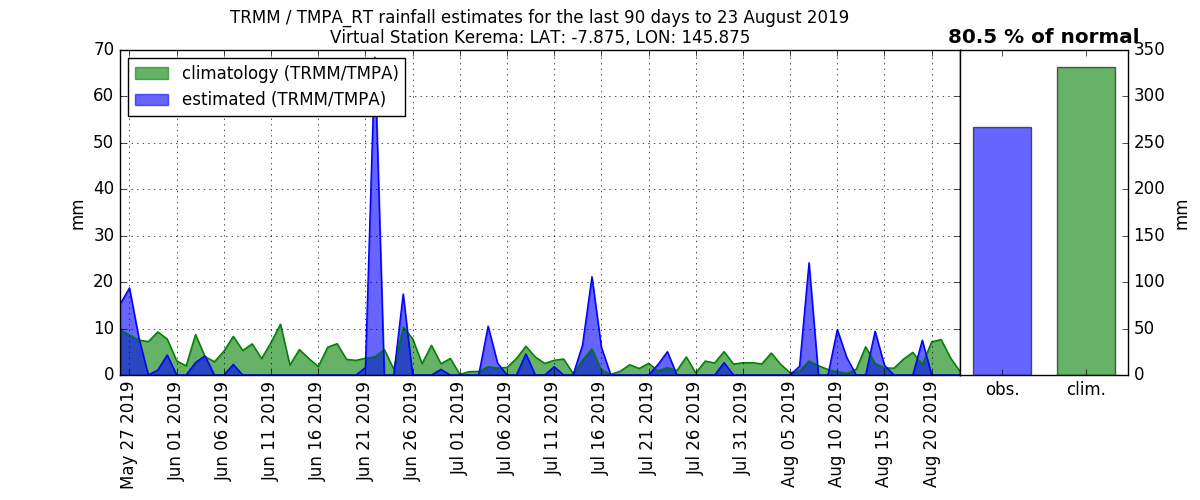 TRMM / TMPA_RT rainfall estimates for the last 90 days to 23 August 2019
Virtual Station Kerema: LAT: -7.875, LON: 145.875
80.5 % of normal
climatology (TRMM/TMPA)
estimated (TRMM/TMPA)
70
60
50
40
30
20
10
0
mm
350
300
250
200
150
100
50
0
mm
May 27 2019
Jun 01 2019
Jun 06 2019
Jun 11 2019
Jun 16 2019
Jun 21 2019
Jun 26 2019
Jul 01 2019
Jul 06 2019
Jul 11 2019
Jul 16 2019
Jul 21 2019
Jul 26 2019
Jul 31 2019
Aug 05 2019
Aug 10 2019
Aug 15 2019
Aug 20 2019
obs.
clim.